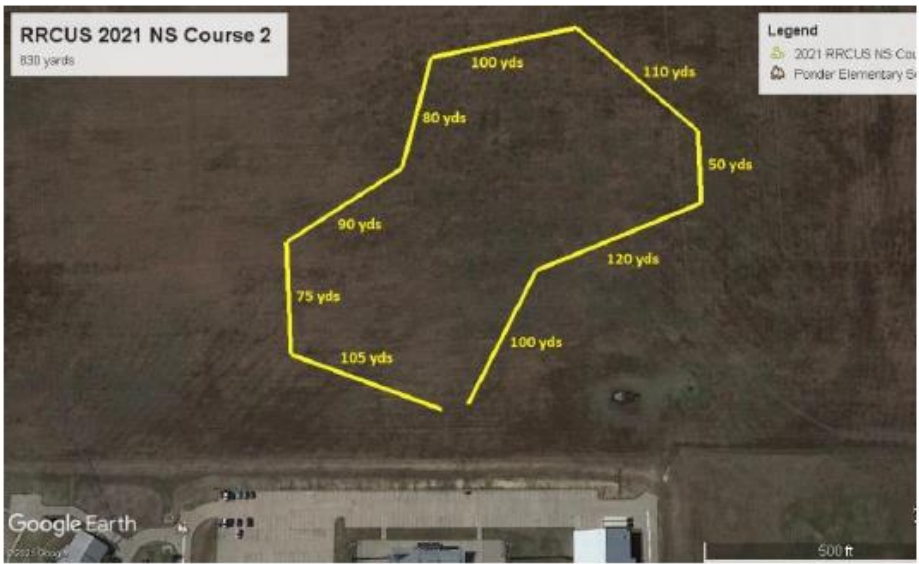 RRCUS 2021 NS Course 2
830 yards
Legend
2021 RRCUS NS
Ponder Elementary
100 yds
110 yds
80 yds
50 yds
90 yds
120 yds
75 yds
100 yds
105 yds
Google Earth
500 ft